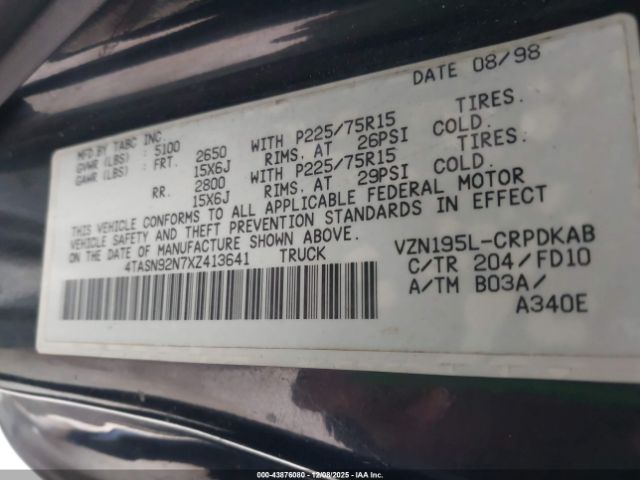 DATE 08/98
MFD.BY TABC INC.
GVWR (LBS) : 5100
GAWR (LBS) : FRT. 2650 WITH P225/75R15 TIRES.
15X6J RIMS. AT 26PSI COLD.
RR. 2800 WITH P225/75R15 TIRES.
15X6J RIMS. AT 29PSI COLD.
THIS VEHICLE CONFORMS TO ALL APPLICABLE FEDERAL MOTOR
VEHICLE SAFETY AND THEFT STANDARDS IN EFFECT
ON THE DATE OF MANUFACTURE SHOWN ABOVE.
4TASN92N7XZ413641 TRUCK
VZN195L-CRPDKAB
C/TR 204/FD10
A/TM B03A/
A340E
000-43876080 - 12/08/2025 - IAAI.COM